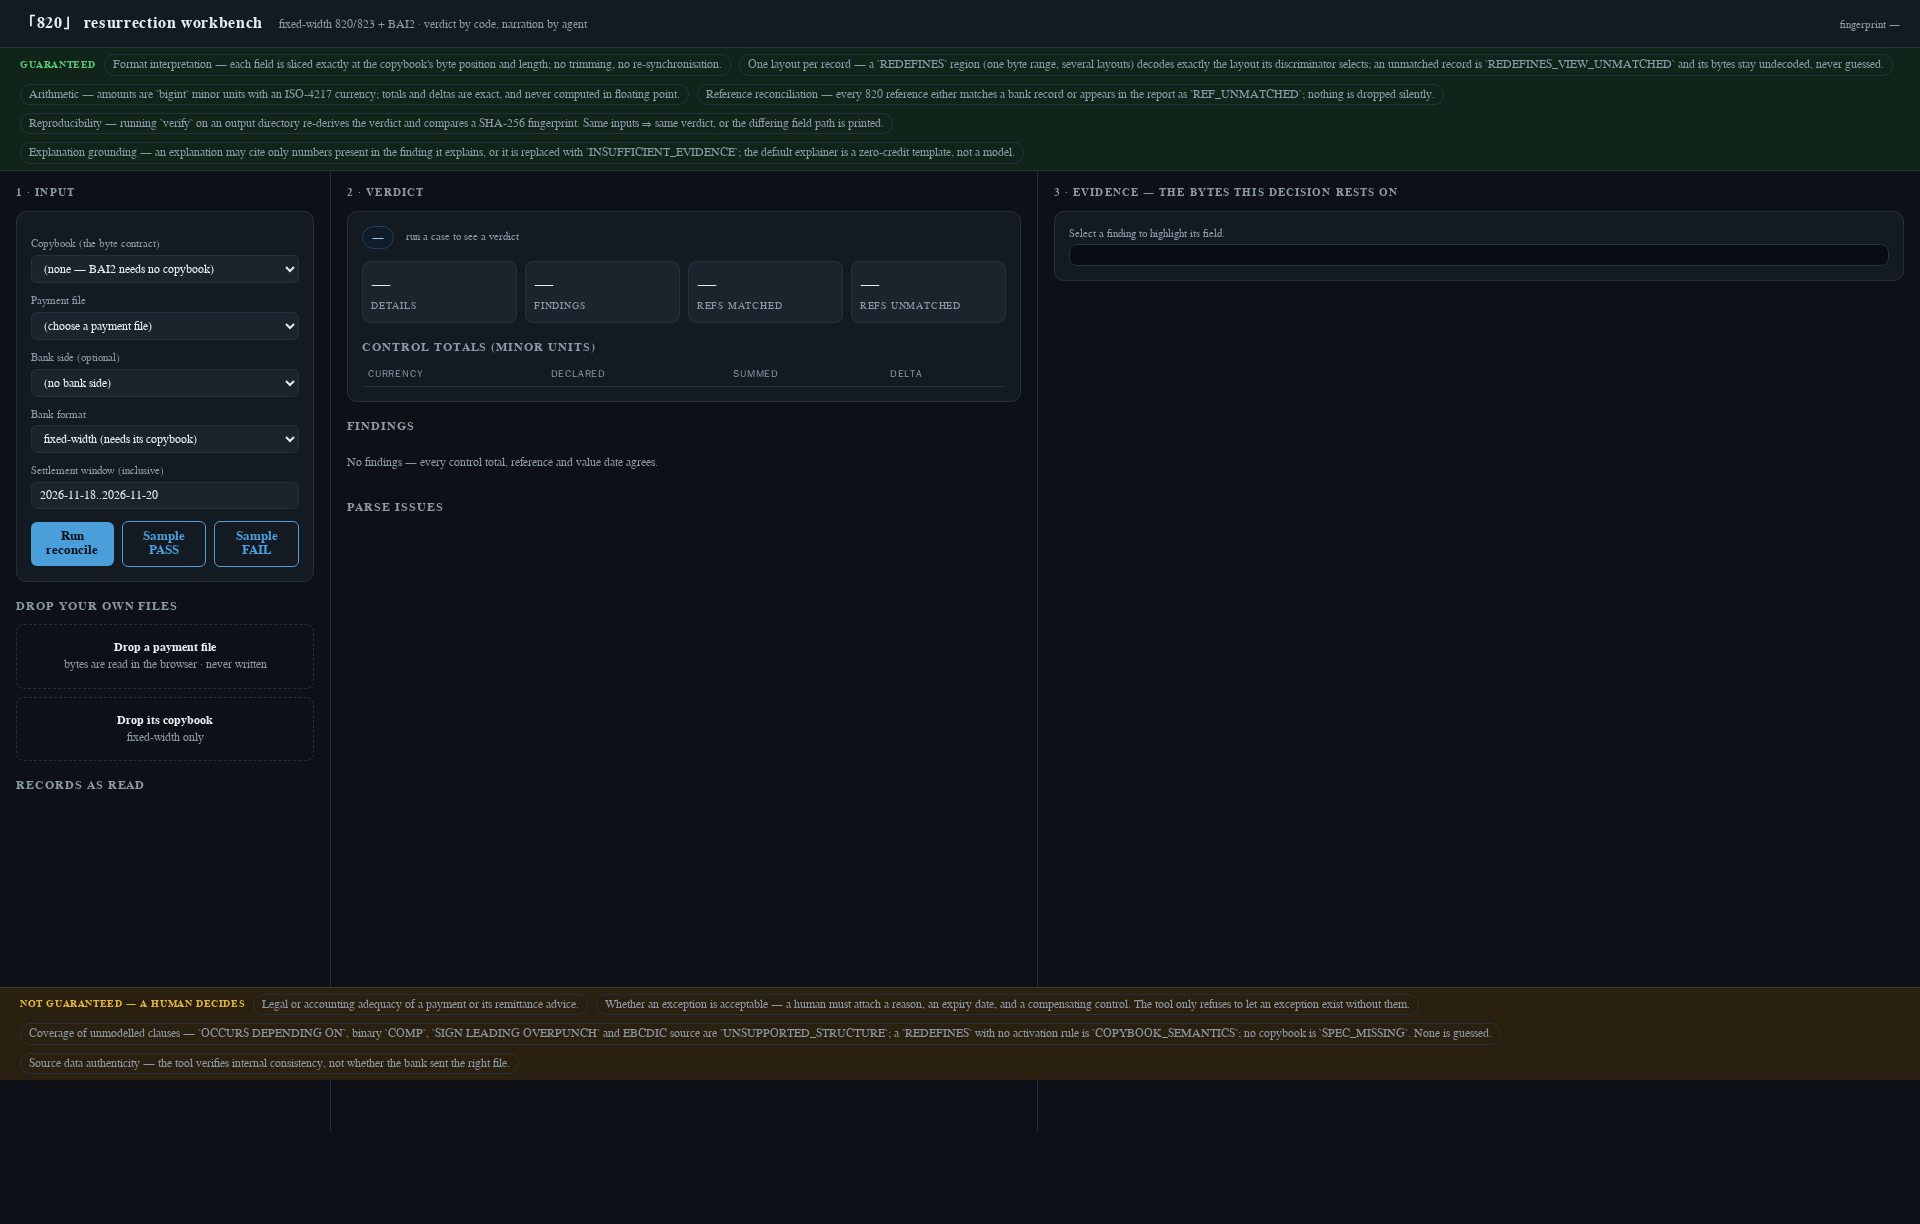 「820」 resurrection workbench fixed-width 820/823 + BAI2 · verdict by code, narration by agent fingerprint —
GUARANTEED Format interpretation — each field is sliced exactly at the copybook's byte position and length; no trimming, no re-synchronisation. One layout per record — a `REDEFINES` region (one byte range, several layouts) decodes exactly the layout its discriminator selects; an unmatched record is `REDEFINES_VIEW_UNMATCHED` and its bytes stay undecoded, never guessed.
Arithmetic — amounts are `bigint` minor units with an ISO-4217 currency; totals and deltas are exact, and never computed in floating point. Reference reconciliation — every 820 reference either matches a bank record or appears in the report as `REF_UNMATCHED`; nothing is dropped silently.
Reproducibility — running `verify` on an output directory re-derives the verdict and compares a SHA-256 fingerprint. Same inputs ⇒ same verdict, or the differing field path is printed.
Explanation grounding — an explanation may cite only numbers present in the finding it explains, or it is replaced with `INSUFFICIENT_EVIDENCE`; the default explainer is a zero-credit template, not a model.
1 · INPUT
Copybook (the byte contract)
(none — BAI2 needs no copybook)
Payment file
(choose a payment file)
Bank side (optional)
(no bank side)
Bank format
fixed-width (needs its copybook)
Settlement window (inclusive)
2026-11-18..2026-11-20
Run reconcile
Sample PASS
Sample FAIL
DROP YOUR OWN FILES
Drop a payment file
bytes are read in the browser · never written
Drop its copybook
fixed-width only
RECORDS AS READ
2 · VERDICT
— run a case to see a verdict
— — — —
DETAILS FINDINGS REFS MATCHED REFS UNMATCHED
CONTROL TOTALS (MINOR UNITS)
CURRENCY DECLARED SUMMED DELTA
FINDINGS
No findings — every control total, reference and value date agrees.
PARSE ISSUES
3 · EVIDENCE — THE BYTES THIS DECISION RESTS ON
Select a finding to highlight its field.
NOT GUARANTEED — A HUMAN DECIDES Legal or accounting adequacy of a payment or its remittance advice. Whether an exception is acceptable — a human must attach a reason, an expiry date, and a compensating control. The tool only refuses to let an exception exist without them.
Coverage of unmodelled clauses — `OCCURS DEPENDING ON`, binary `COMP`, `SIGN LEADING OVERPUNCH` and EBCDIC source are `UNSUPPORTED_STRUCTURE`; a `REDEFINES` with no activation rule is `COPYBOOK_SEMANTICS`; no copybook is `SPEC_MISSING`. None is guessed.
Source data authenticity — the tool verifies internal consistency, not whether the bank sent the right file.